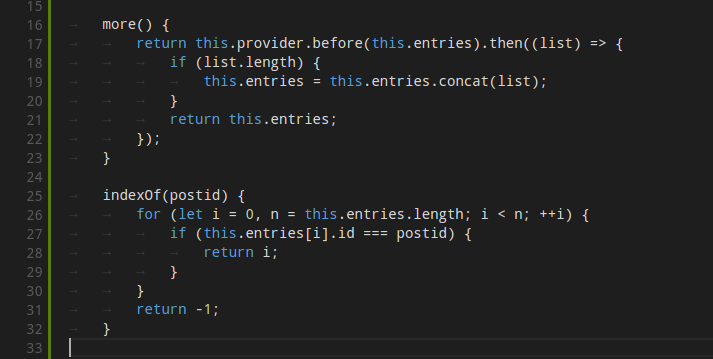 15
16 more() {
17 return this.provider.before(this.entries).then((list) => {
18 if (list.length) {
19 this.entries = this.entries.concat(list);
20 }
21 return this.entries;
22 });
23 }
24
25 indexOf(postid) {
26 for (let i = 0, n = this.entries.length; i < n; ++i) {
27 if (this.entries[i].id === postid) {
28 return i;
29 }
30 }
31 return -1;
32 }
33